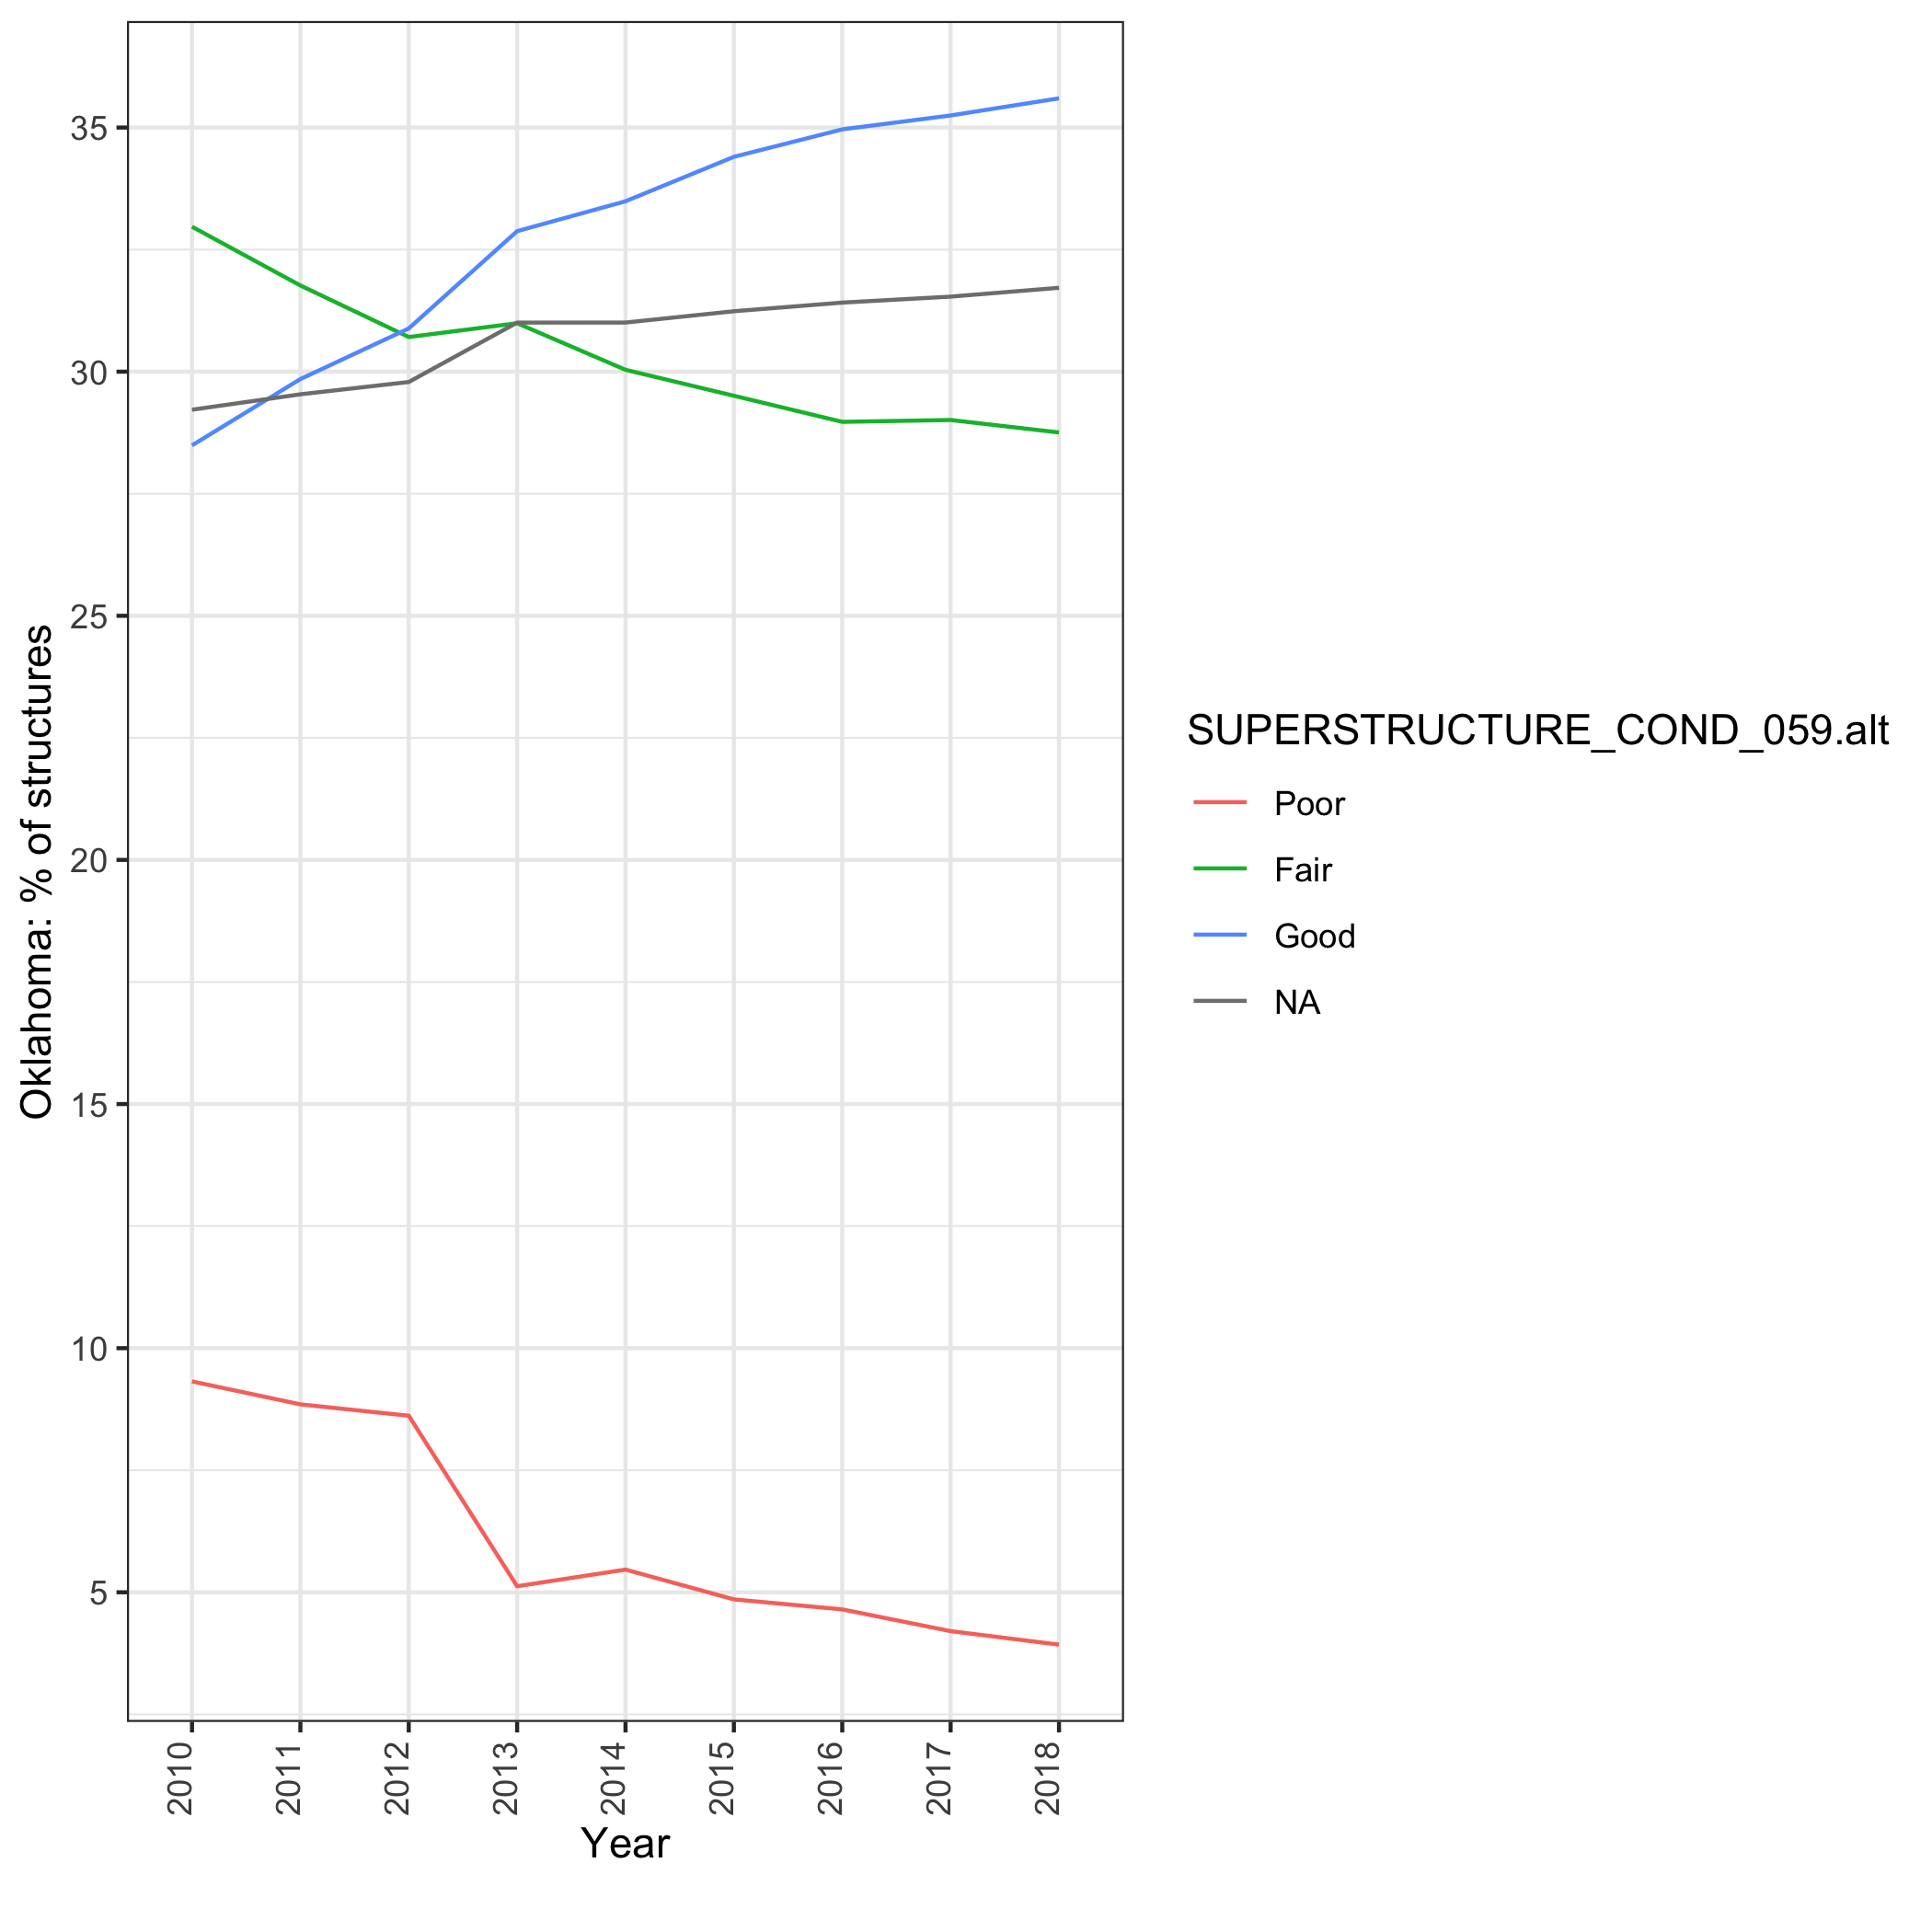 Oklahoma: % of structures
35
30
25
20
15
10
5
2010
2011
2012
2013
2014
2015
2016
2017
2018
Year
SUPERSTRUCTURE_COND_059.alt
Poor
Fair
Good
NA